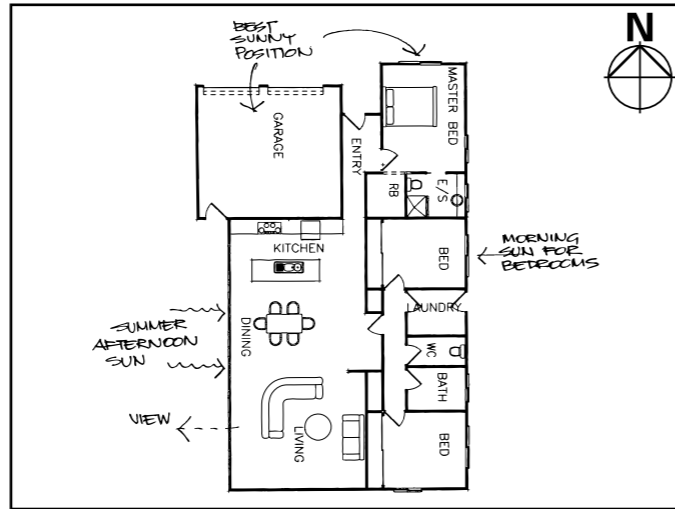 BEST
SUNNY
POSITION
N
MASTER BED
GARAGE
ENTRY
RB
E/S
KITCHEN
BED
MORNING
SUN FOR
BEDROOMS
LAUNDRY
SUMMER
AFTERNOON
SUN
DINING
WC
BATH
VIEW
LIVING
BED